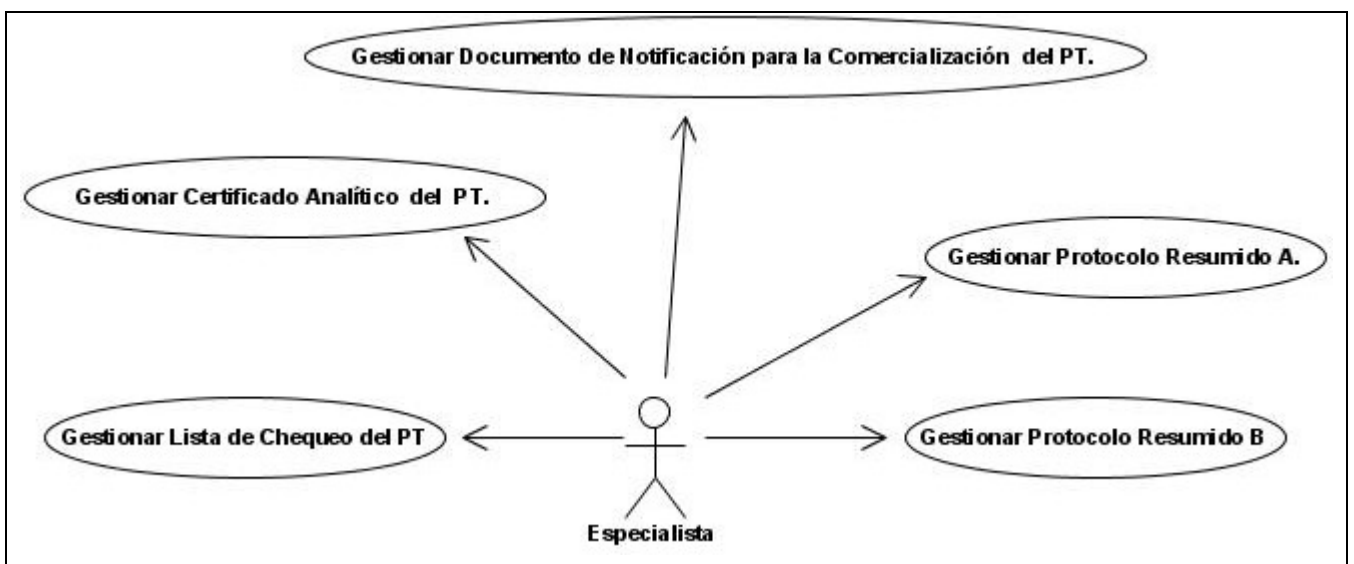 Gestionar Documento de Notificación para la Comercialización del PT.
Gestionar Certificado Analítico del PT.
Gestionar Protocolo Resumido A.
Gestionar Lista de Chequeo del PT
Gestionar Protocolo Resumido B
Especialista